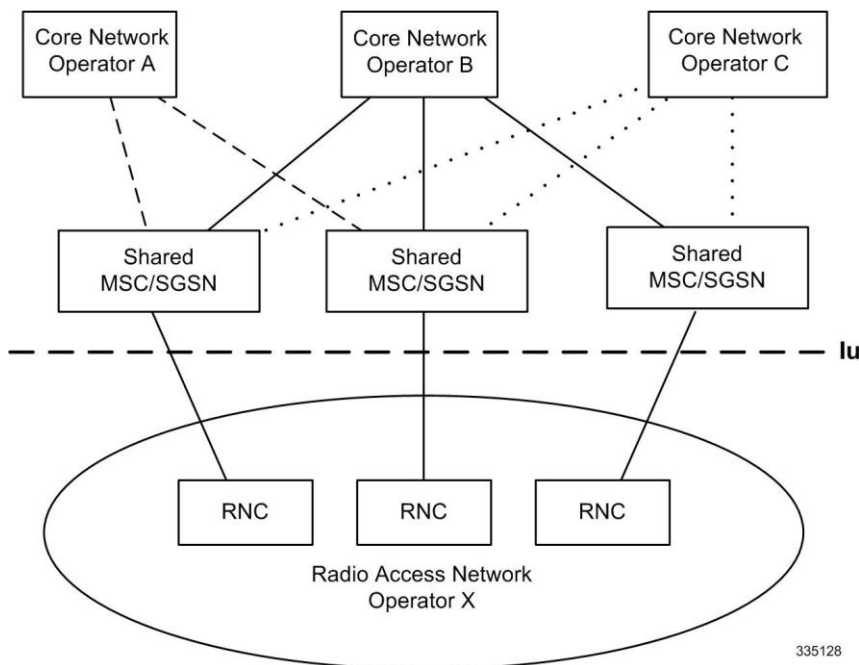 Core Network
Operator A
Core Network
Operator B
Core Network
Operator C
Shared
MSC/SGSN
Shared
MSC/SGSN
Shared
MSC/SGSN
Iu
RNC
RNC
RNC
Radio Access Network
Operator X
335128